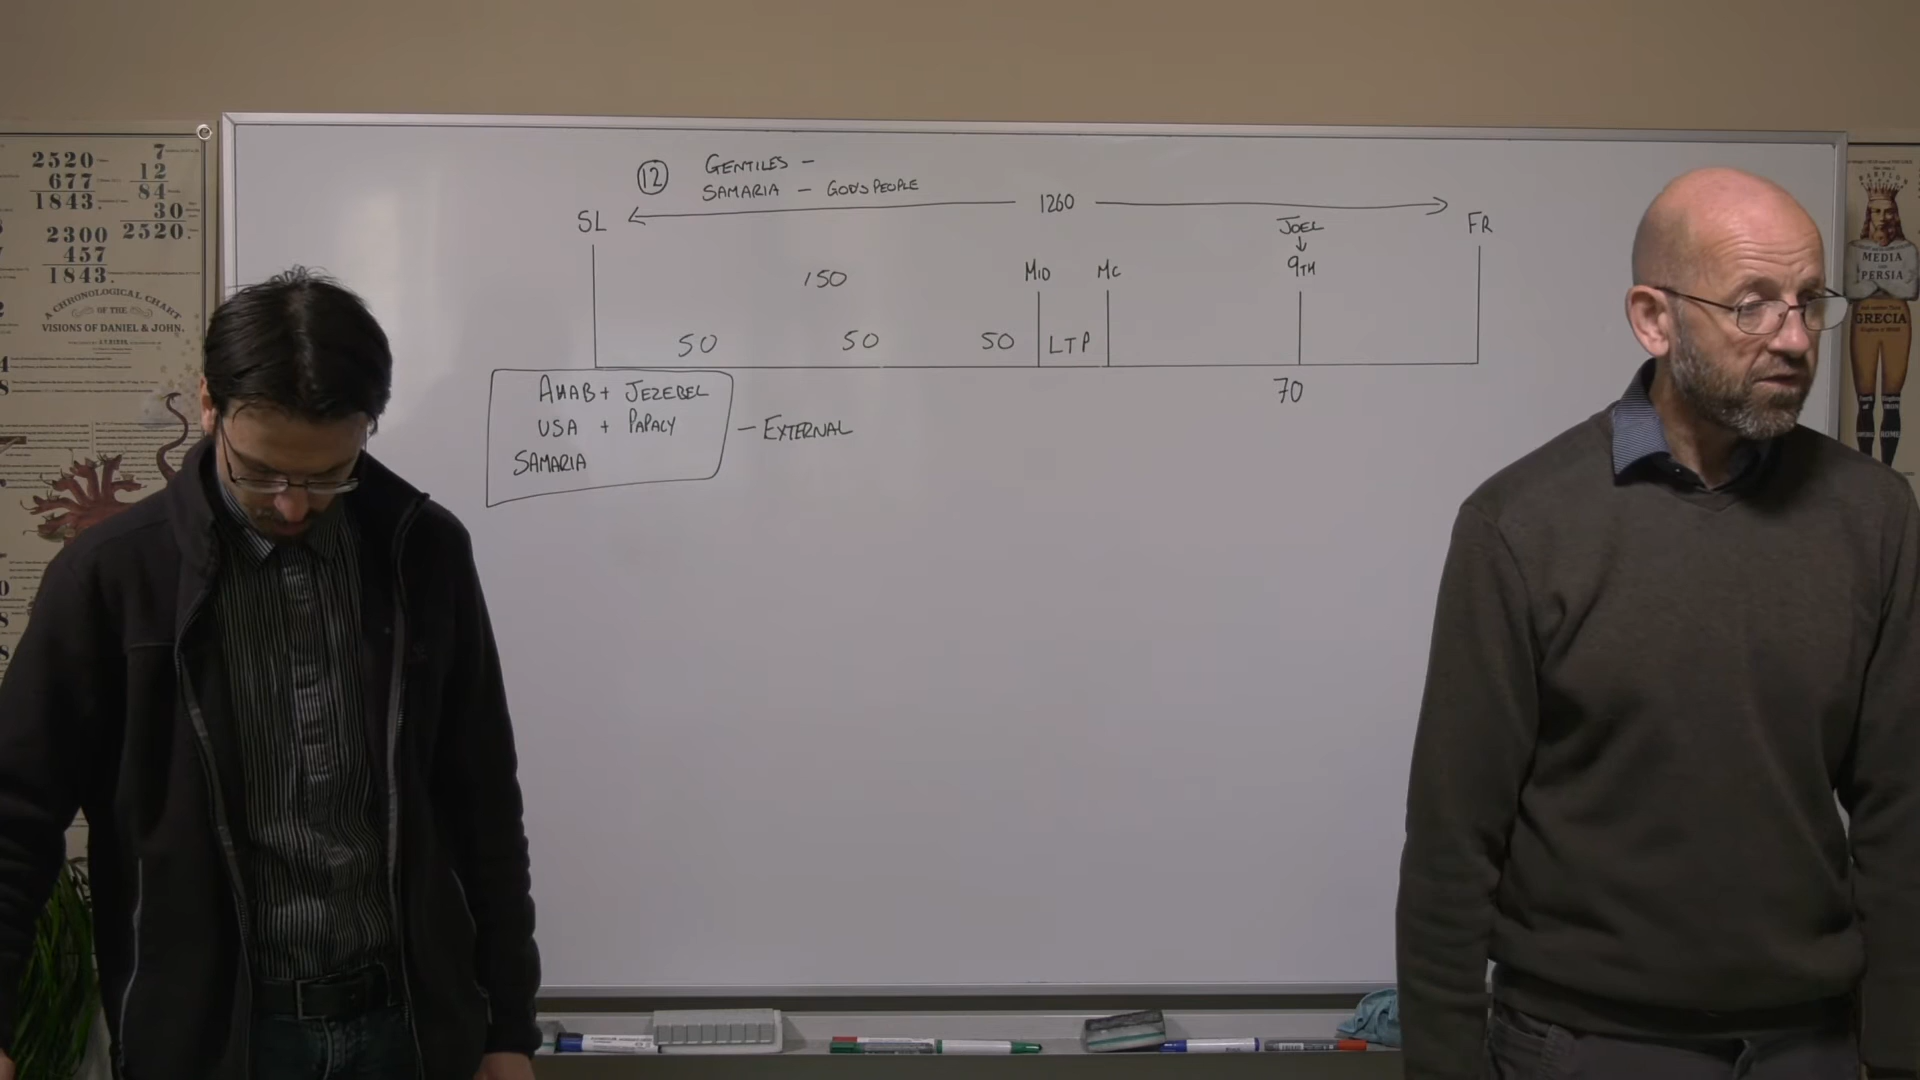 12 GENTILES –
SAMARIA – GOD'S PEOPLE
1260
SL
FR
JOEL
9TH
150
MID
MC
50 50 50 LTP
70
AHAB + JEZEBEL
USA + PAPACY
SAMARIA
– EXTERNAL
2520
677
1843.
7
12
84
30
2520.
2300
457
1843.
A CHRONOLOGICAL CHART
OF THE
VISIONS OF DANIEL & JOHN,
BABYLON
MEDIA
PERSIA
GRECIA
ROME